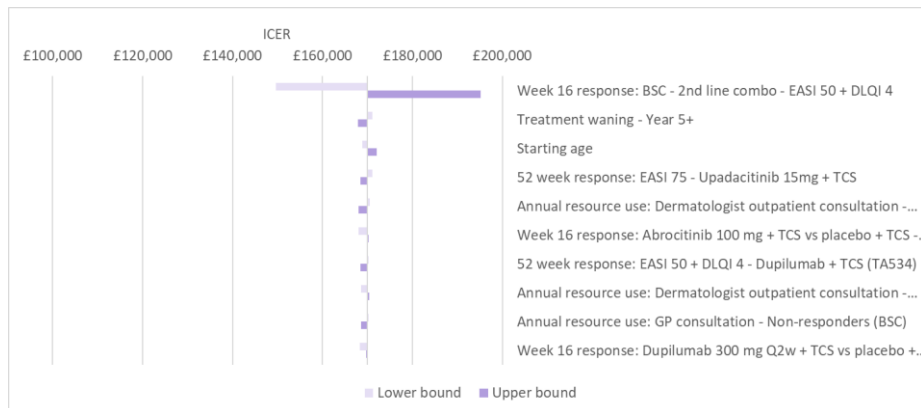 ICER
£100,000 £120,000 £140,000 £160,000 £180,000 £200,000
Week 16 response: BSC - 2nd line combo - EASI 50 + DLQI 4
Treatment waning - Year 5+
Starting age
52 week response: EASI 75 - Upadacitinib 15mg + TCS
Annual resource use: Dermatologist outpatient consultation -...
Week 16 response: Abrocitinib 100 mg + TCS vs placebo + TCS -...
52 week response: EASI 50 + DLQI 4 - Dupilumab + TCS (TA534)
Annual resource use: Dermatologist outpatient consultation -...
Annual resource use: GP consultation - Non-responders (BSC)
Week 16 response: Dupilumab 300 mg Q2w + TCS vs placebo +...
Lower bound Upper bound